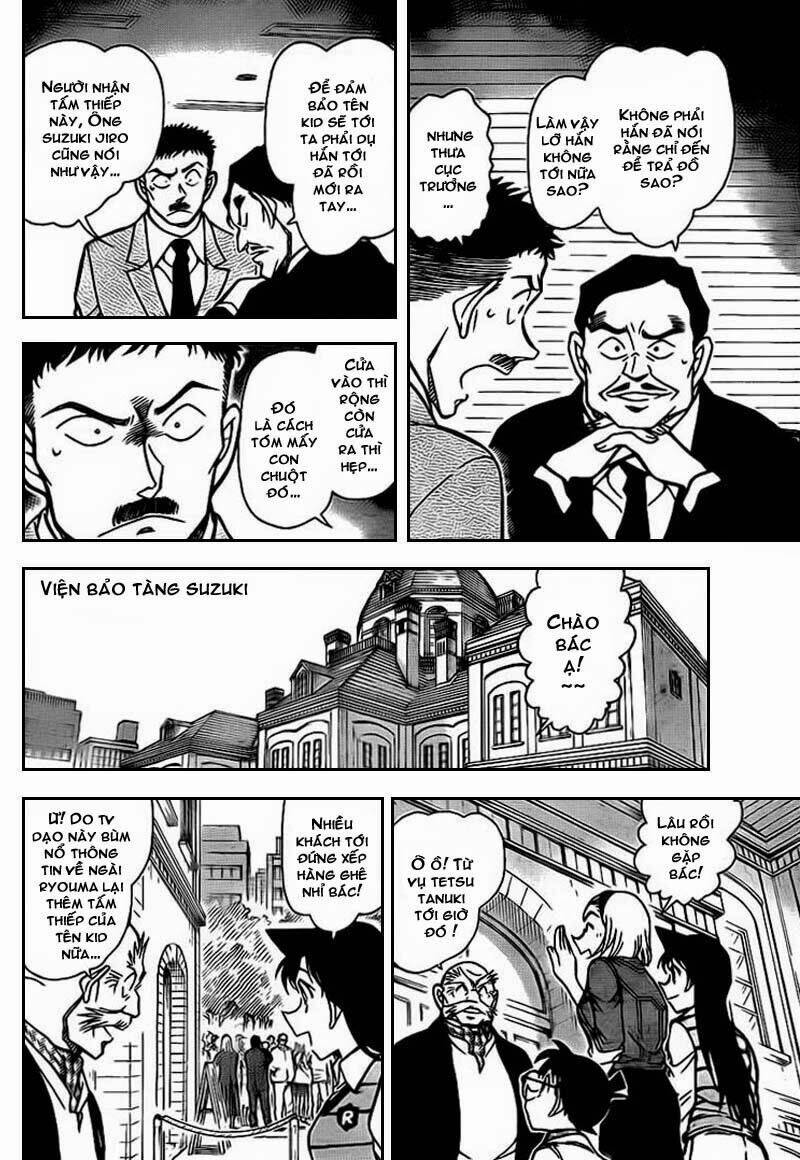 KHÔNG PHẢI
HẮN ĐÃ NÓI
RẰNG CHỈ ĐẾN
ĐỂ TRẢ ĐỒ
SAO?
LÀM VẬY
LỠ HẮN
KHÔNG
TỚI NỮA
SAO?
NHƯNG
THƯA
CỤC
TRƯỞNG
...
ĐỂ ĐẢM
BẢO TÊN
KID SẼ TỚI
TA PHẢI DỤ
HẮN TỚI
ĐÃ RỒI
MỚI RA
TAY...
NGƯỜI NHẬN
TẤM THIẾP
NÀY, ÔNG
SUZUKI JIRO
CŨNG NÓI
NHƯ VẬY...
CỬA
VÀO THÌ
RỘNG CÒN
CỬA
RA THÌ
HẸP...
ĐÓ
LÀ CÁCH
TÓM MẤY
CON
CHUỘT
ĐÓ...
VIỆN BẢO TÀNG SUZUKI
CHÀO
BÁC
Ạ!
~~
LÂU RỒI
KHÔNG
GẶP
BÁC!
Ô Ô! TỪ
VỤ TETSU
TANUKI
TỚI GIỜ
ĐÓ !
NHIỀU
KHÁCH TỚI
ĐỨNG XẾP
HÀNG GHÊ
NHỈ BÁC!
Ừ! DO TV
DẠO NÀY BÙM
NỔ THÔNG
TIN VỀ NGÀI
RYOUMA LẠI
THÊM TẤM
THIẾP CỦA
TÊN KID
NỮA...
R